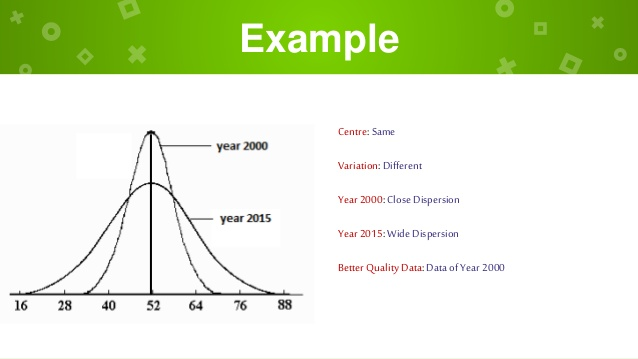 Example
year 2000
year 2015
16 28 40 52 64 76 88
Centre: Same
Variation: Different
Year 2000: Close Dispersion
Year 2015: Wide Dispersion
Better Quality Data: Data of Year 2000